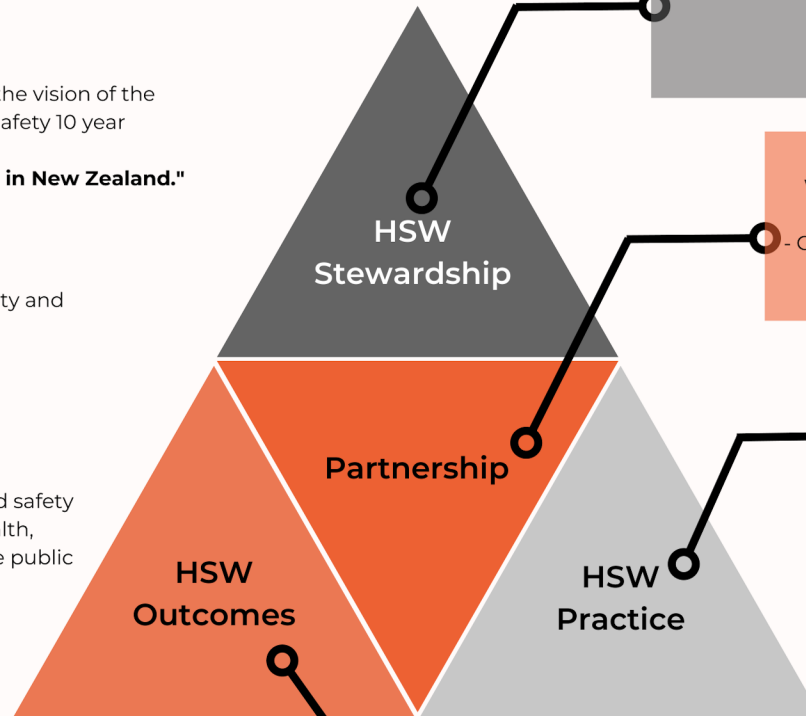 the vision of the
afety 10 year
in New Zealand."
HSW
Stewardship
- C
ty and
Partnership
d safety
lth,
e public
HSW
Outcomes
HSW
Practice